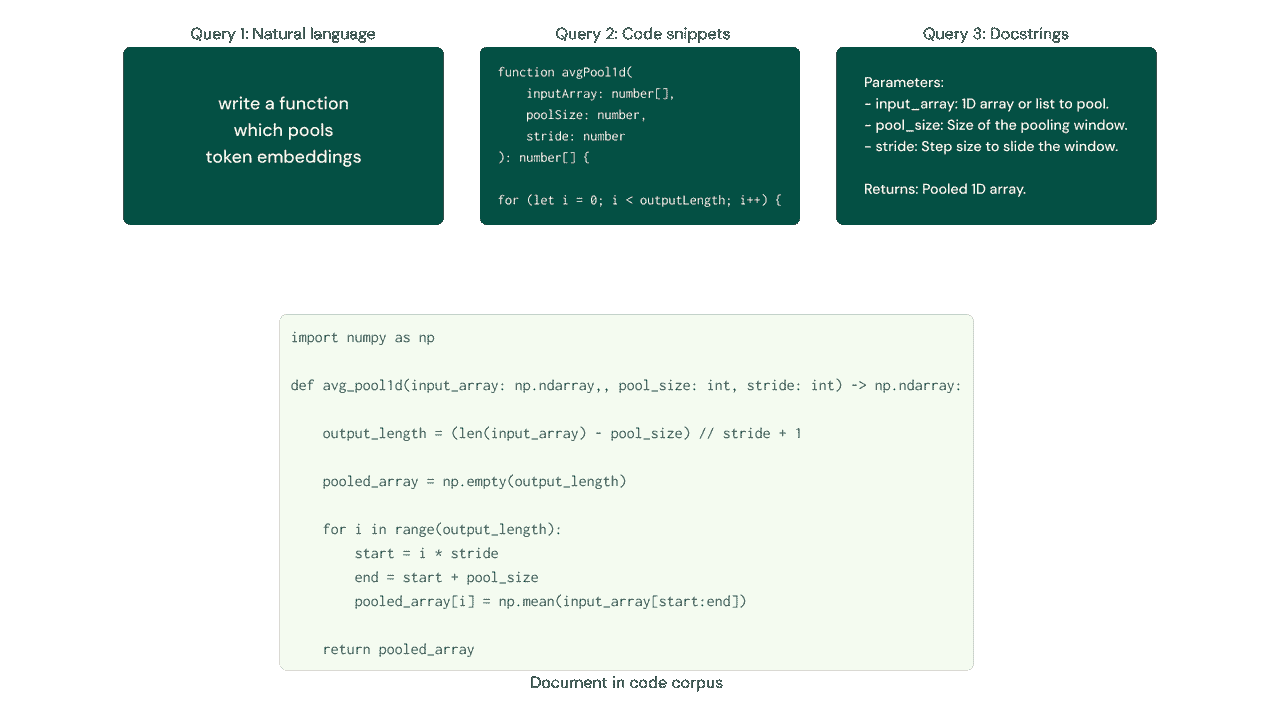 Query 1: Natural language
write a function
which pools
token embeddings
Query 2: Code snippets
function avgPool1d(
    inputArray: number[],
    poolSize: number,
    stride: number
): number[] {
for (let i = 0; i < outputLength; i++) {
Query 3: Docstrings
Parameters:
- input_array: 1D array or list to pool.
- pool_size: Size of the pooling window.
- stride: Step size to slide the window.
Returns: Pooled 1D array.
import numpy as np
def avg_pool1d(input_array: np.ndarray,, pool_size: int, stride: int) -> np.ndarray:
    output_length = (len(input_array) - pool_size) // stride + 1
    pooled_array = np.empty(output_length)
    for i in range(output_length):
        start = i * stride
        end = start + pool_size
        pooled_array[i] = np.mean(input_array[start:end])
    return pooled_array
Document in code corpus